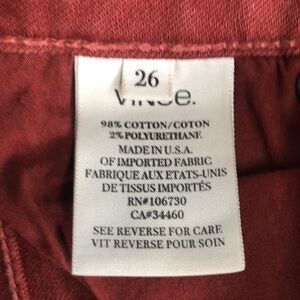 26
VINCE.
98% COTTON/COTON
2% POLYURETHANE
MADE IN U.S.A.
OF IMPORTED FABRIC
FABRIQUE AUX ETATS-UNIS
DE TISSUS IMPORTÉS
RN#106730
CA#34460
SEE REVERSE FOR CARE
VIT REVERSE POUR SOIN